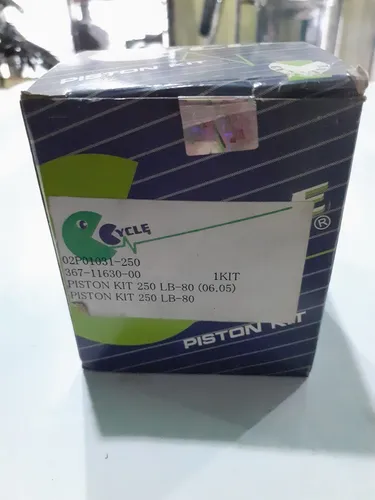 PISTON KIT
CYCLE
E
®
02P01031-250
367-11630-00 1KIT
PISTON KIT 250 LB-80 (06.05)
PISTON KIT 250 LB-80
PISTON KIT